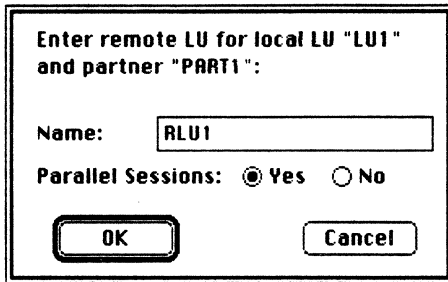 Enter remote LU for local LU "LU1"
and partner "PART1":
Name: RLU1
Parallel Sessions: Yes No
OK Cancel